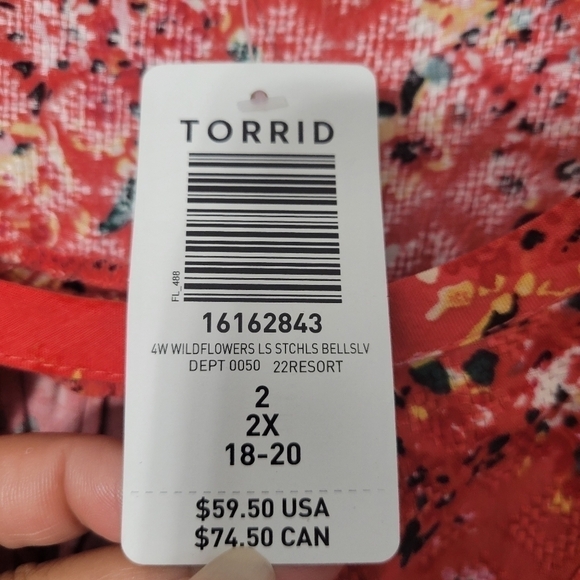 TORRID
FL_488
16162843
4W WILDFLOWERS LS STCHLS BELLSLV
DEPT 0050 22RESORT
2
2X
18-20
$59.50 USA
$74.50 CAN